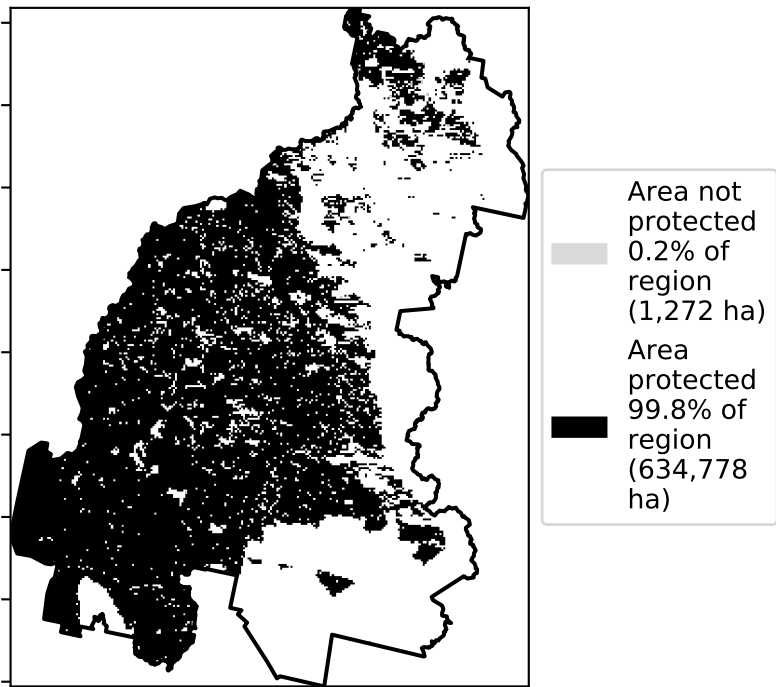 Area not
protected
0.2% of
region
(1,272 ha)
Area
protected
99.8% of
region
(634,778
ha)